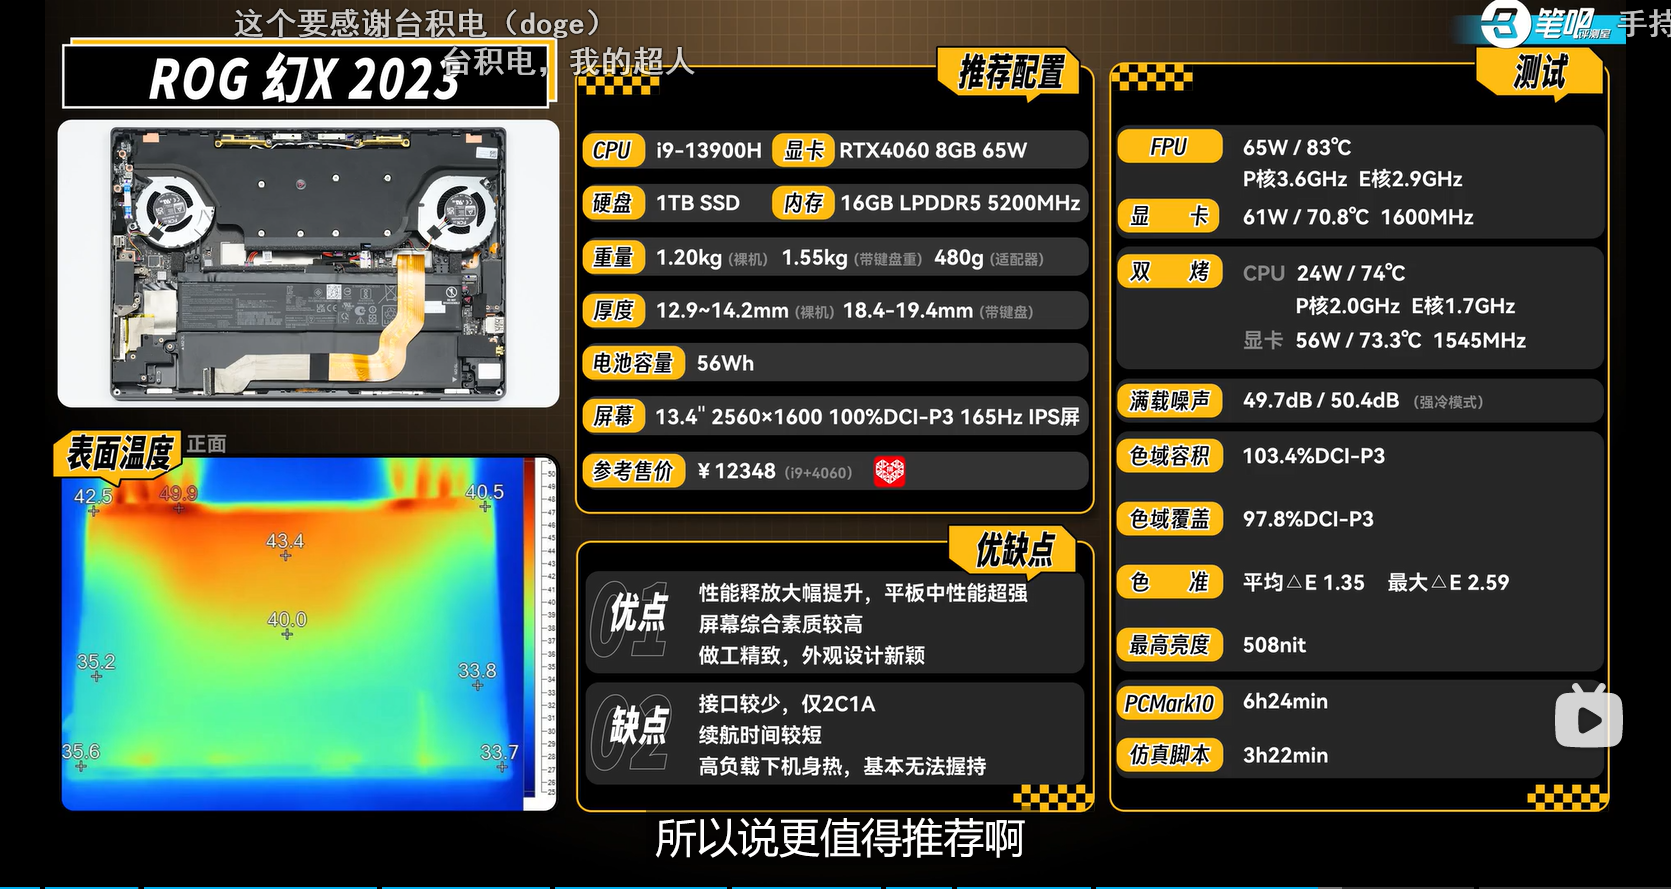 这个要感谢台积电（doge）
台积电，我的超人
手持
笔吧
评测室
ROG 幻X 2023
推荐配置
CPU i9-13900H 显卡 RTX4060 8GB 65W
硬盘 1TB SSD 内存 16GB LPDDR5 5200MHz
重量 1.20kg (裸机) 1.55kg (带键盘重) 480g (适配器)
厚度 12.9~14.2mm (裸机) 18.4-19.4mm (带键盘)
电池容量 56Wh
屏幕 13.4" 2560×1600 100%DCI-P3 165Hz IPS屏
参考售价 ￥12348 (i9+4060)
表面温度 正面
42.5 49.9 40.5
43.4
40.0
35.2 33.8
35.6 33.7
优缺点
01 优点
性能释放大幅提升，平板中性能超强
屏幕综合素质较高
做工精致，外观设计新颖
02 缺点
接口较少，仅2C1A
续航时间较短
高负载下机身热，基本无法握持
测试
FPU 65W / 83℃
P核3.6GHz E核2.9GHz
显卡 61W / 70.8℃ 1600MHz
双烤 CPU 24W / 74℃
P核2.0GHz E核1.7GHz
显卡 56W / 73.3℃ 1545MHz
满载噪声 49.7dB / 50.4dB (强冷模式)
色域容积 103.4%DCI-P3
色域覆盖 97.8%DCI-P3
色准 平均△E 1.35 最大△E 2.59
最高亮度 508nit
PCMark10 6h24min
仿真脚本 3h22min
所以说更值得推荐啊